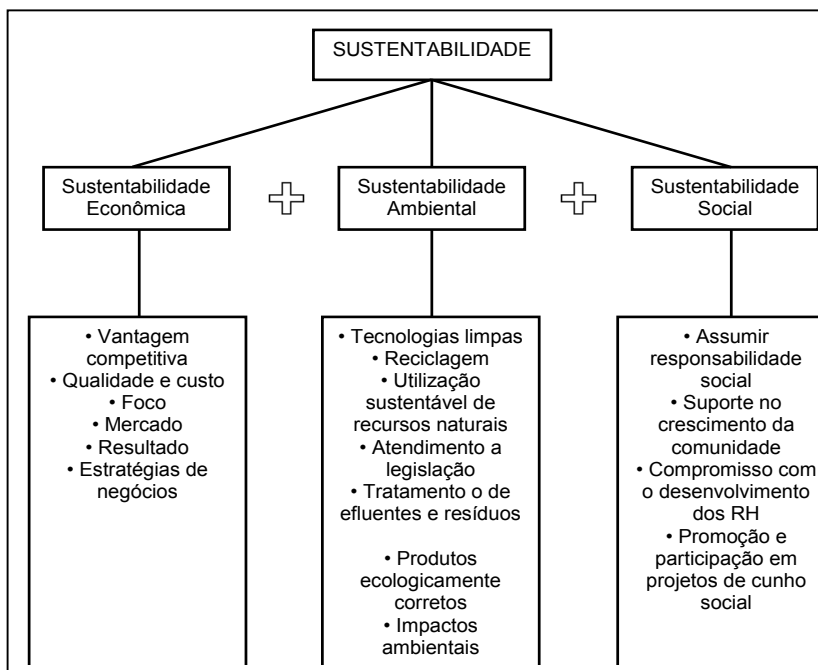 SUSTENTABILIDADE
Sustentabilidade
Econômica
Sustentabilidade
Ambiental
Sustentabilidade
Social
• Vantagem
competitiva
• Qualidade e custo
• Foco
• Mercado
• Resultado
• Estratégias de
negócios
• Tecnologias limpas
• Reciclagem
• Utilização
sustentável de
recursos naturais
• Atendimento a
legislação
• Tratamento o de
efluentes e resíduos
• Produtos
ecologicamente
corretos
• Impactos
ambientais
• Assumir
responsabilidade
social
• Suporte no
crescimento da
comunidade
• Compromisso com
o desenvolvimento
dos RH
• Promoção e
participação em
projetos de cunho
social